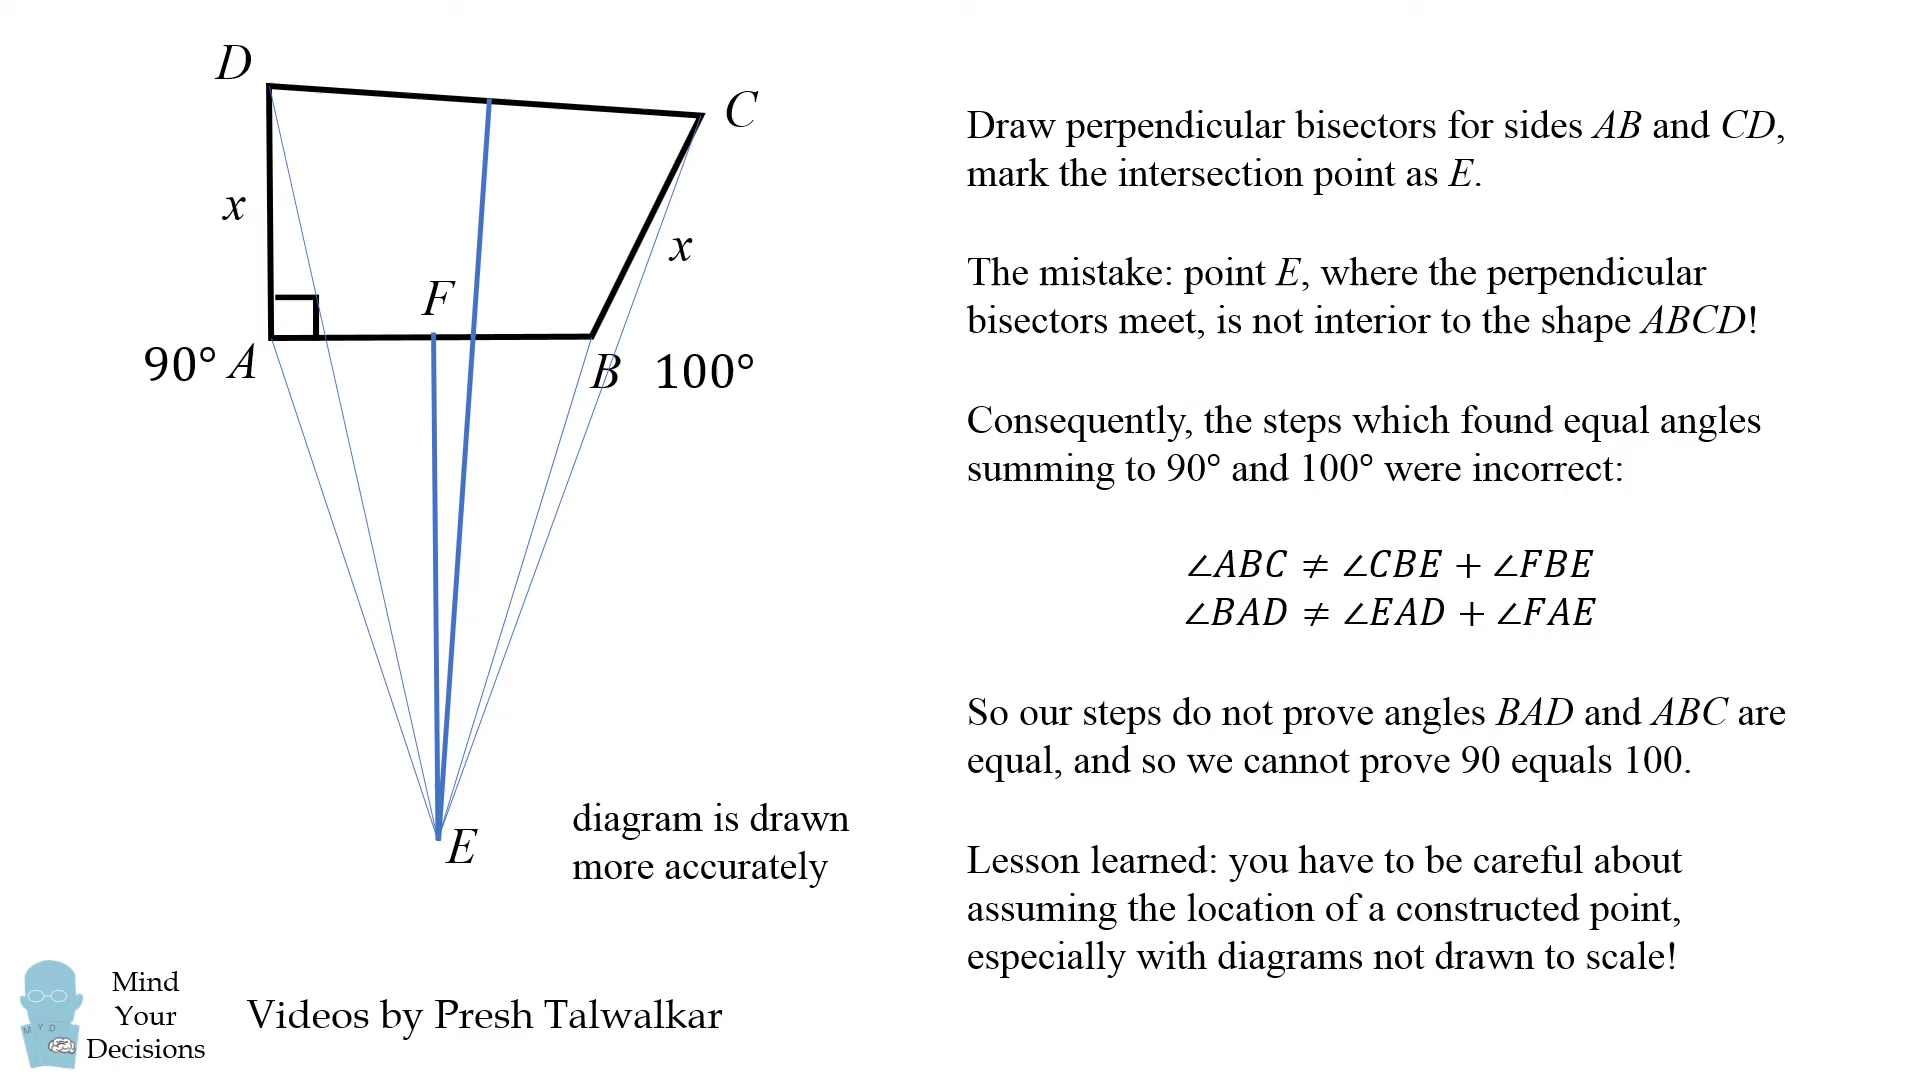 D
C
x
x
F
90° A
B 100°
E
diagram is drawn
more accurately
Draw perpendicular bisectors for sides AB and CD,
mark the intersection point as E.
The mistake: point E, where the perpendicular
bisectors meet, is not interior to the shape ABCD!
Consequently, the steps which found equal angles
summing to 90° and 100° were incorrect:
∠ABC ≠ ∠CBE + ∠FBE
∠BAD ≠ ∠EAD + ∠FAE
So our steps do not prove angles BAD and ABC are
equal, and so we cannot prove 90 equals 100.
Lesson learned: you have to be careful about
assuming the location of a constructed point,
especially with diagrams not drawn to scale!
M Y D
Mind
Your
Decisions
Videos by Presh Talwalkar